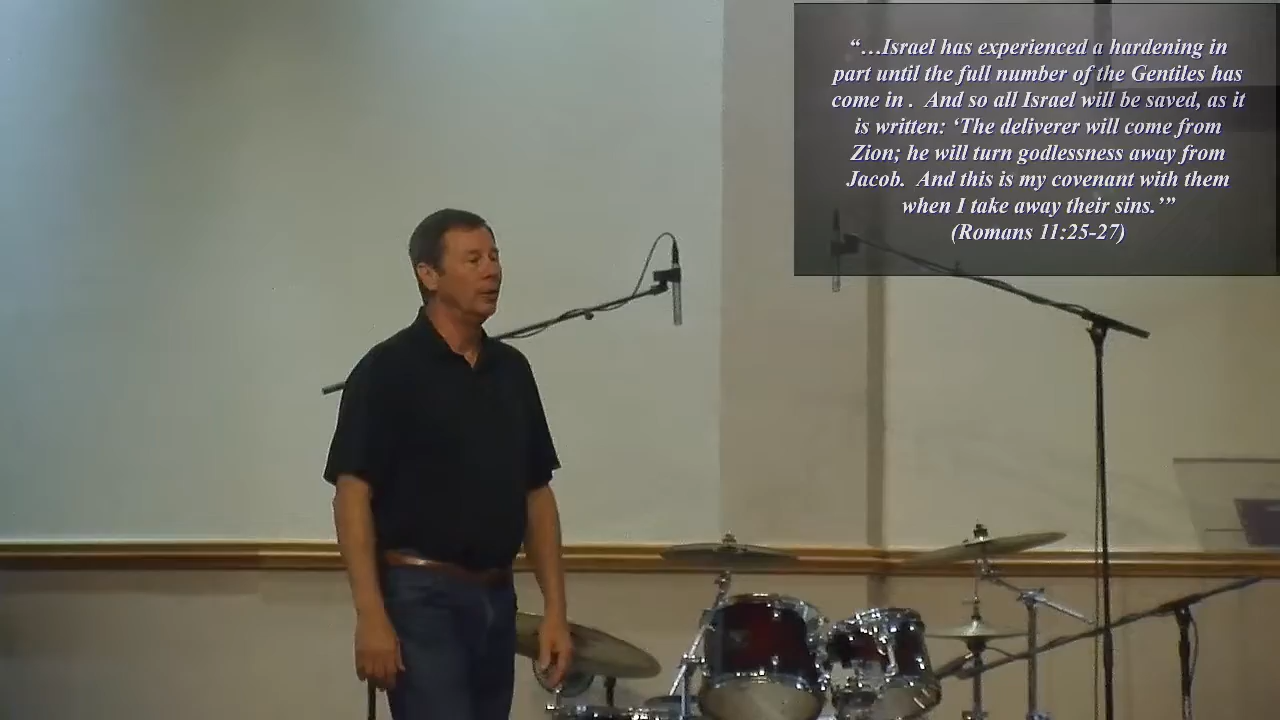 “…Israel has experienced a hardening in
part until the full number of the Gentiles has
come in .  And so all Israel will be saved, as it
is written: ‘The deliverer will come from
Zion; he will turn godlessness away from
Jacob.  And this is my covenant with them
when I take away their sins.’”
(Romans 11:25-27)